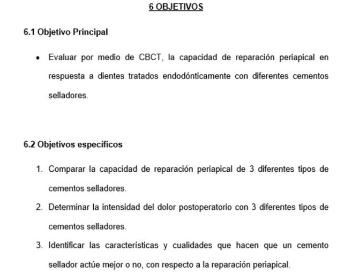 6 OBJETIVOS
6.1 Objetivo Principal
• Evaluar por medio de CBCT, la capacidad de reparación periapical en
respuesta a dientes tratados endodónticamente con diferentes cementos
selladores.
6.2 Objetivos específicos
1. Comparar la capacidad de reparación periapical de 3 diferentes tipos de
cementos selladores.
2. Determinar la intensidad del dolor postoperatorio con 3 diferentes tipos de
cementos selladores.
3. Identificar las características y cualidades que hacen que un cemento
sellador actúe mejor o no, con respecto a la reparación periapical.